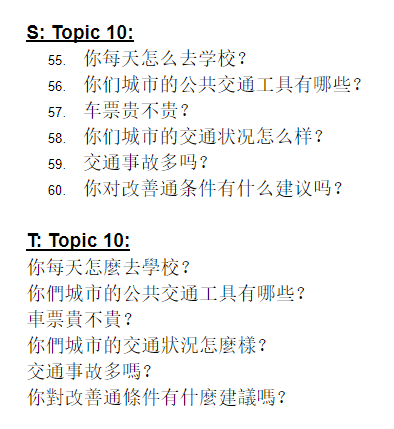 S: Topic 10:
55. 你每天怎么去学校？
56. 你们城市的公共交通工具有哪些？
57. 车票贵不贵？
58. 你们城市的交通状况怎么样？
59. 交通事故多吗？
60. 你对改善通条件有什么建议吗？
T: Topic 10:
你每天怎麼去學校？
你們城市的公共交通工具有哪些？
車票貴不貴？
你們城市的交通狀況怎麼樣？
交通事故多嗎？
你對改善通條件有什麼建議嗎？